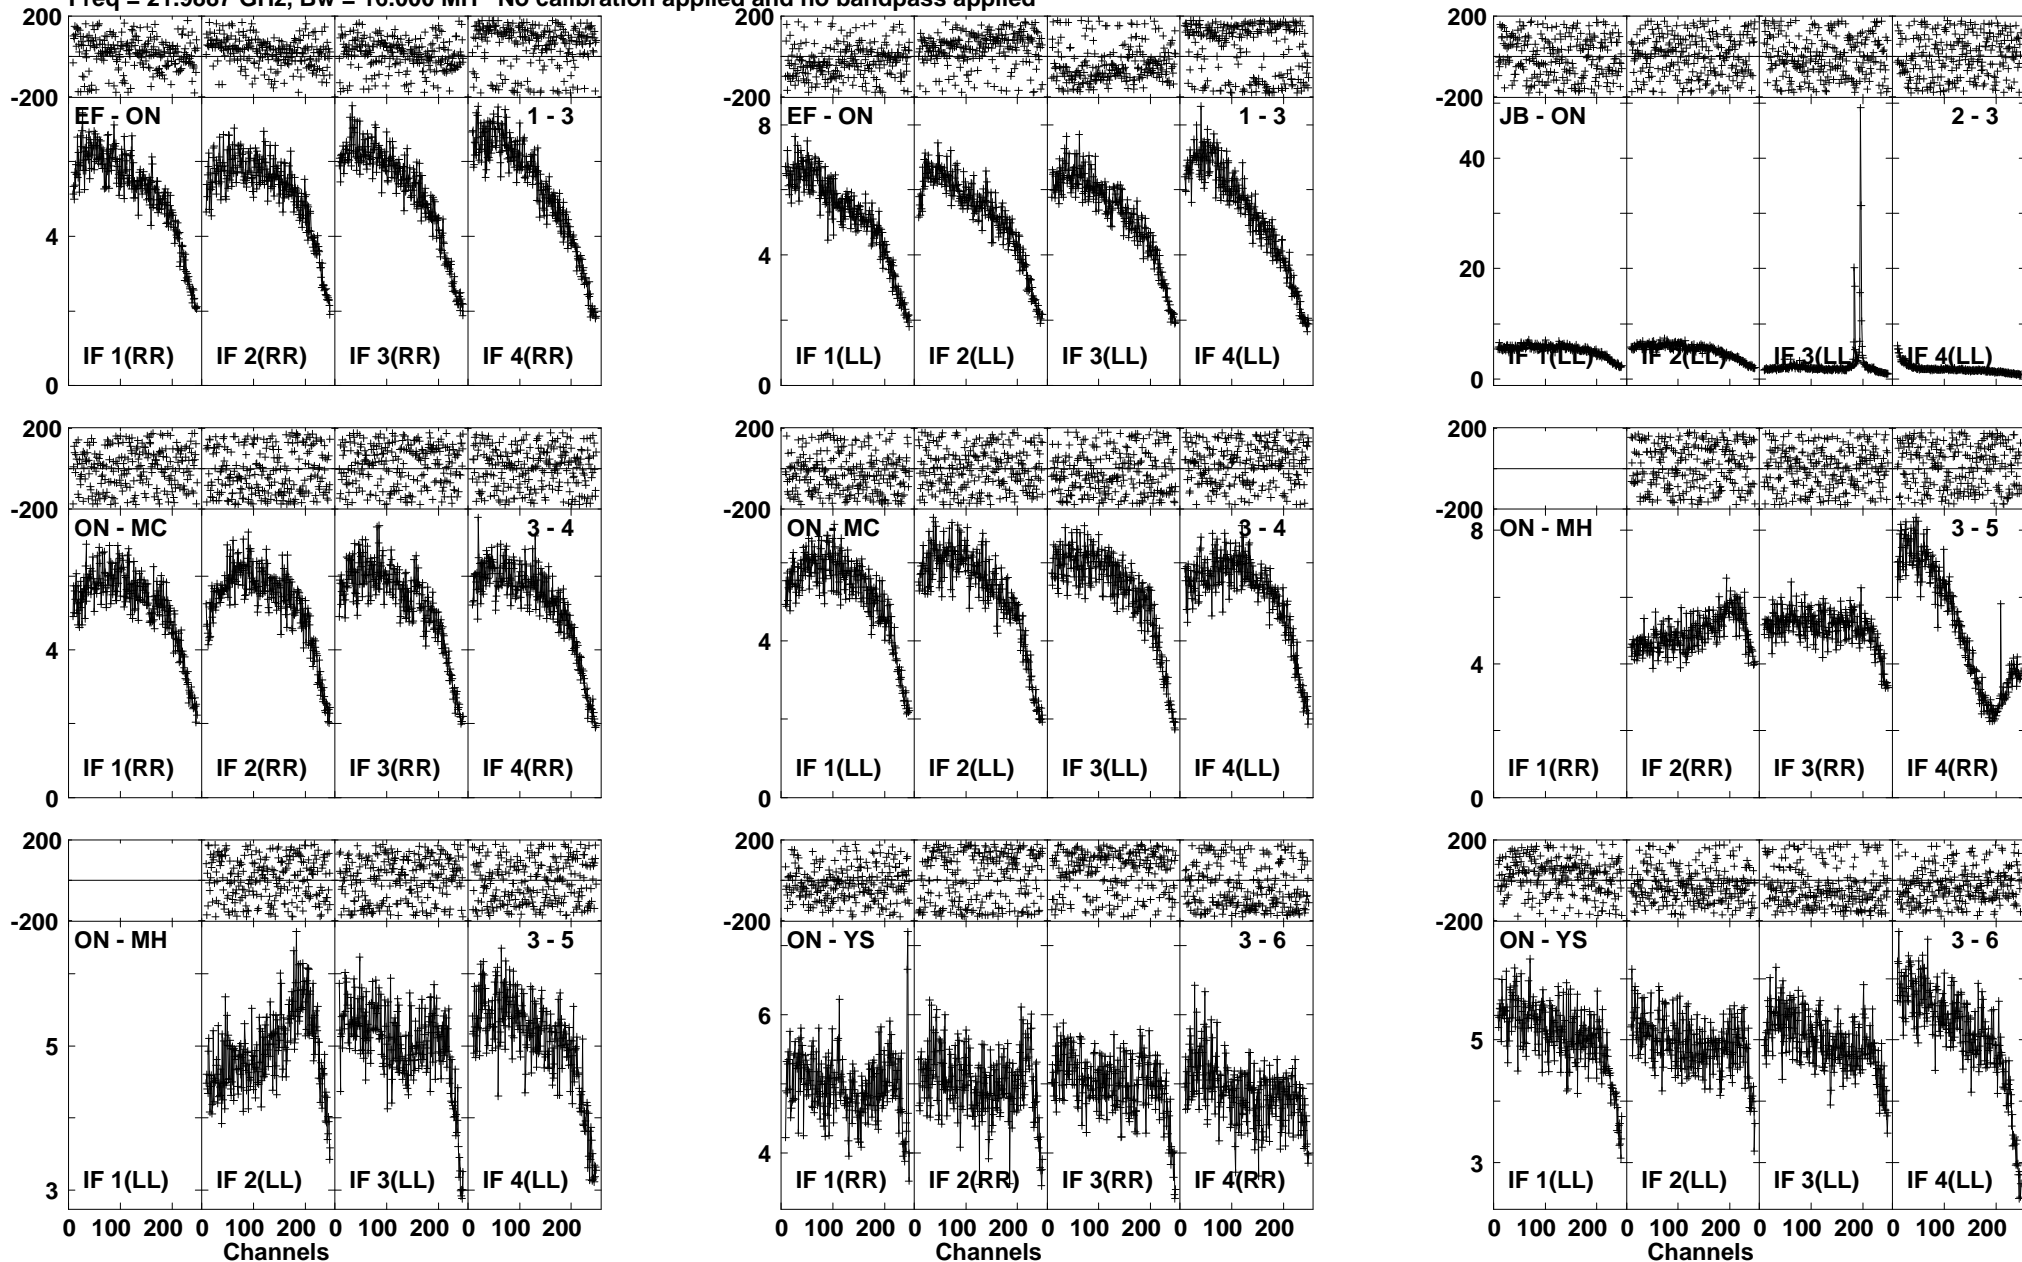 Freq = 21.9887 GHz, Bw = 16.000 MH No calibration applied and no bandpass applied
200 200 200
-200 -200 -200
EF - ON 1 - 3 EF - ON 1 - 3 JB - ON 2 - 3
8 40
4 4 20
IF 1(RR) IF 2(RR) IF 3(RR) IF 4(RR) IF 1(LL) IF 2(LL) IF 3(LL) IF 4(LL) IF 1(LL) IF 2(LL) IF 3(LL) IF 4(LL)
0 0 0
200 200 200
-200 -200 -200
ON - MC 3 - 4 ON - MC 3 - 4 ON - MH 3 - 5
8
4 4 4
IF 1(RR) IF 2(RR) IF 3(RR) IF 4(RR) IF 1(LL) IF 2(LL) IF 3(LL) IF 4(LL) IF 1(RR) IF 2(RR) IF 3(RR) IF 4(RR)
0 0 0
200 200 200
-200 -200 -200
ON - MH 3 - 5 ON - YS 3 - 6 ON - YS 3 - 6
5 6 5
3 4 3
IF 1(LL) IF 2(LL) IF 3(LL) IF 4(LL) IF 1(RR) IF 2(RR) IF 3(RR) IF 4(RR) IF 1(LL) IF 2(LL) IF 3(LL) IF 4(LL)
0 100 200 0 100 200 0 100 200 0 100 200 0 100 200 0 100 200 0 100 200 0 100 200 0 100 200 0 100 200 0 100 200 0 100 200
Channels Channels Channels